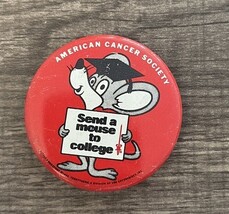 AMERICAN CANCER SOCIETY
Send a
mouse
to
college